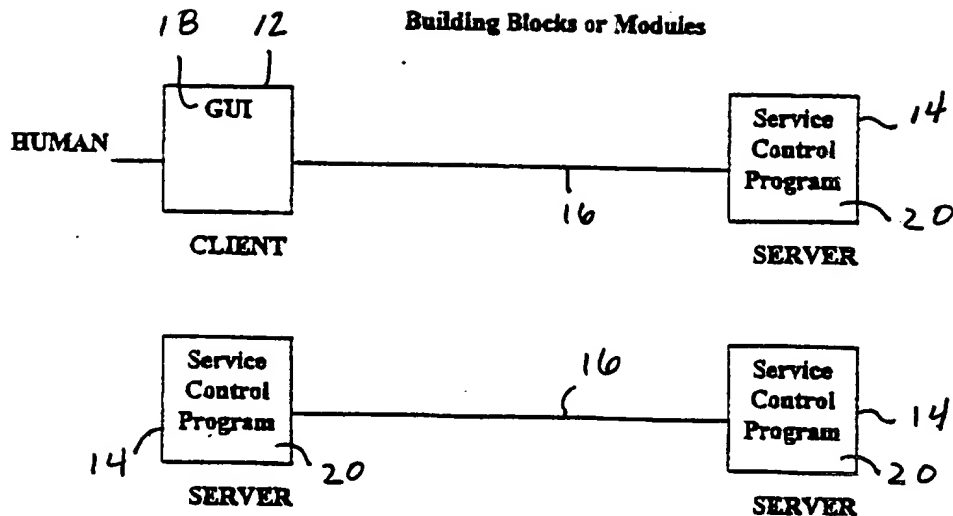 Building Blocks or Modules
18 12
GUI
HUMAN
CLIENT
16
Service
Control
Program
14
20
SERVER
Service
Control
Program
14
20
SERVER
16
Service
Control
Program
14
20
SERVER